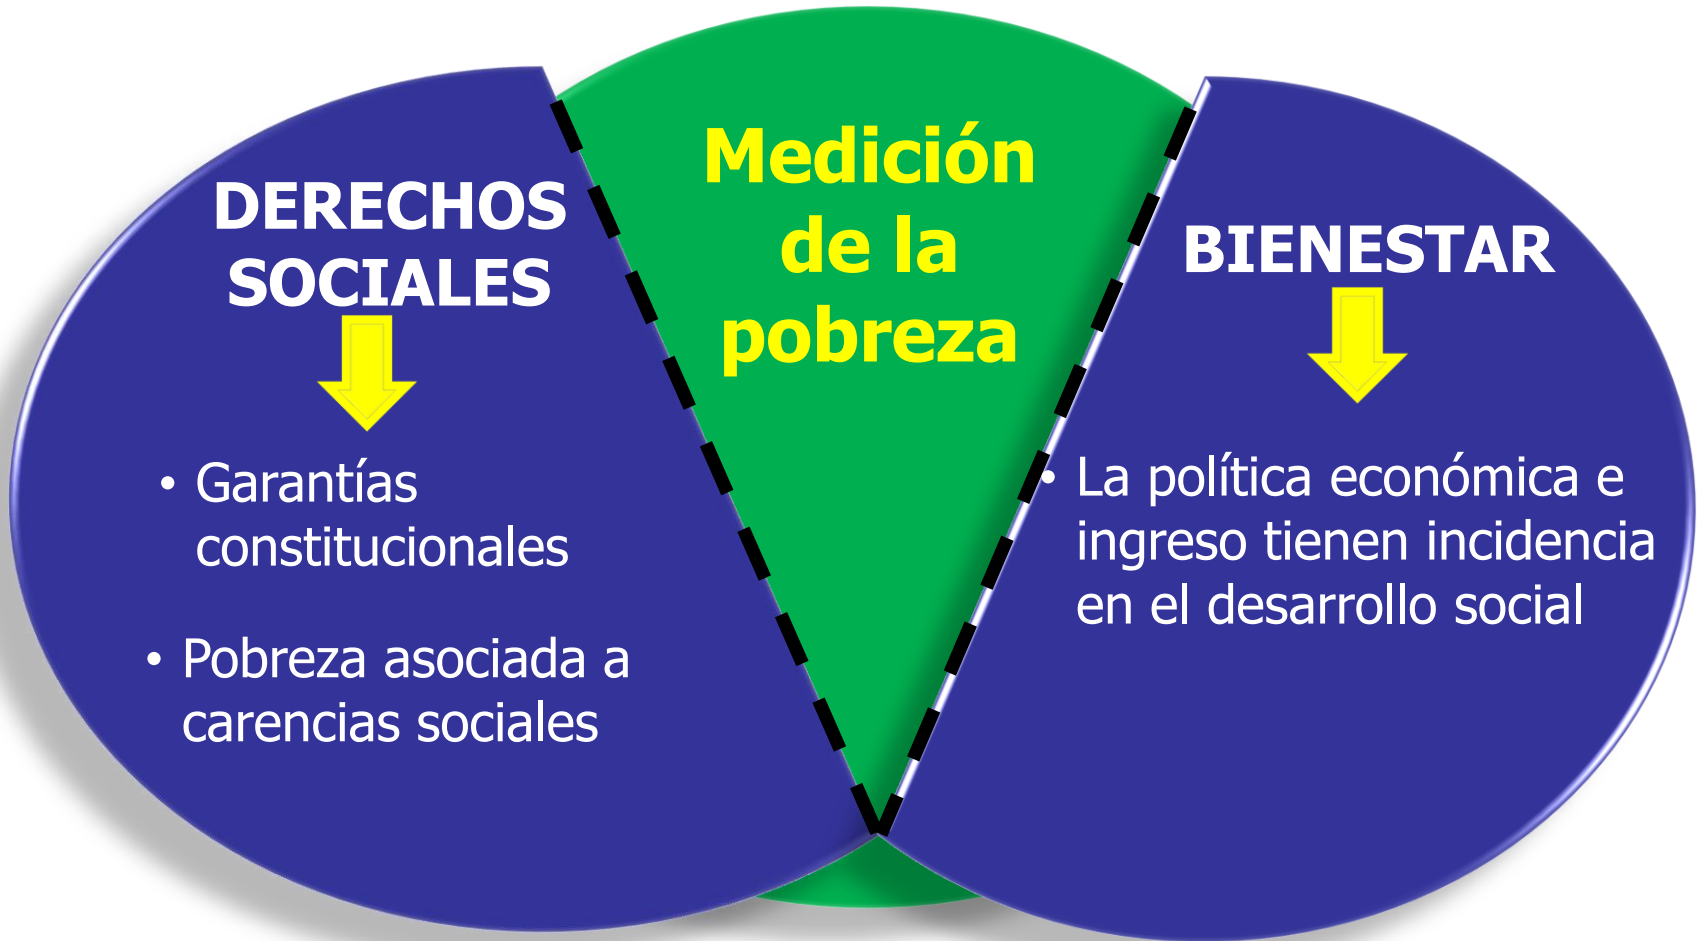 Medición
de la
pobreza
DERECHOS
SOCIALES
• Garantías
constitucionales
• Pobreza asociada a
carencias sociales
BIENESTAR
• La política económica e
ingreso tienen incidencia
en el desarrollo social